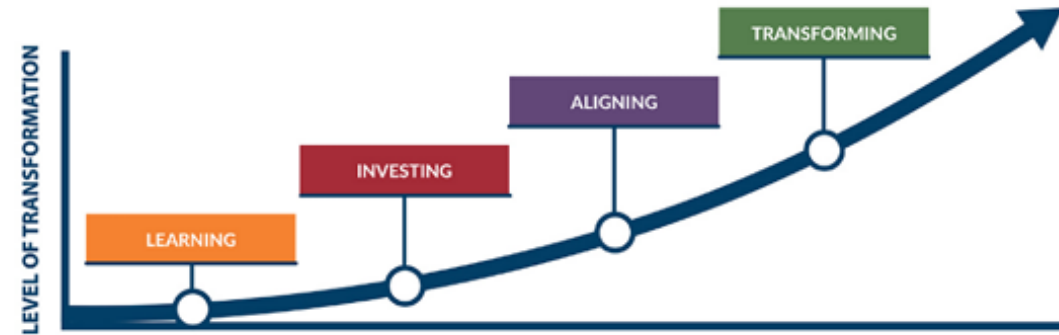 LEVEL OF TRANSFORMATION
LEARNING
INVESTING
ALIGNING
TRANSFORMING